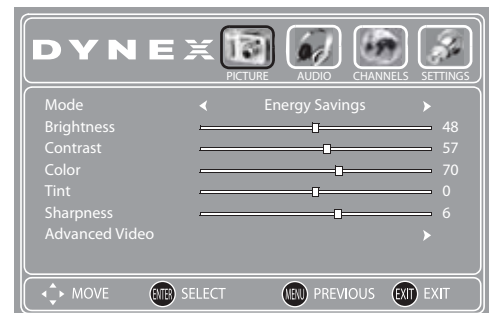 DYNEX
PICTURE AUDIO CHANNELS SETTINGS
Mode Energy Savings
Brightness 48
Contrast 57
Color 70
Tint 0
Sharpness 6
Advanced Video
MOVE ENTER SELECT MENU PREVIOUS EXIT EXIT